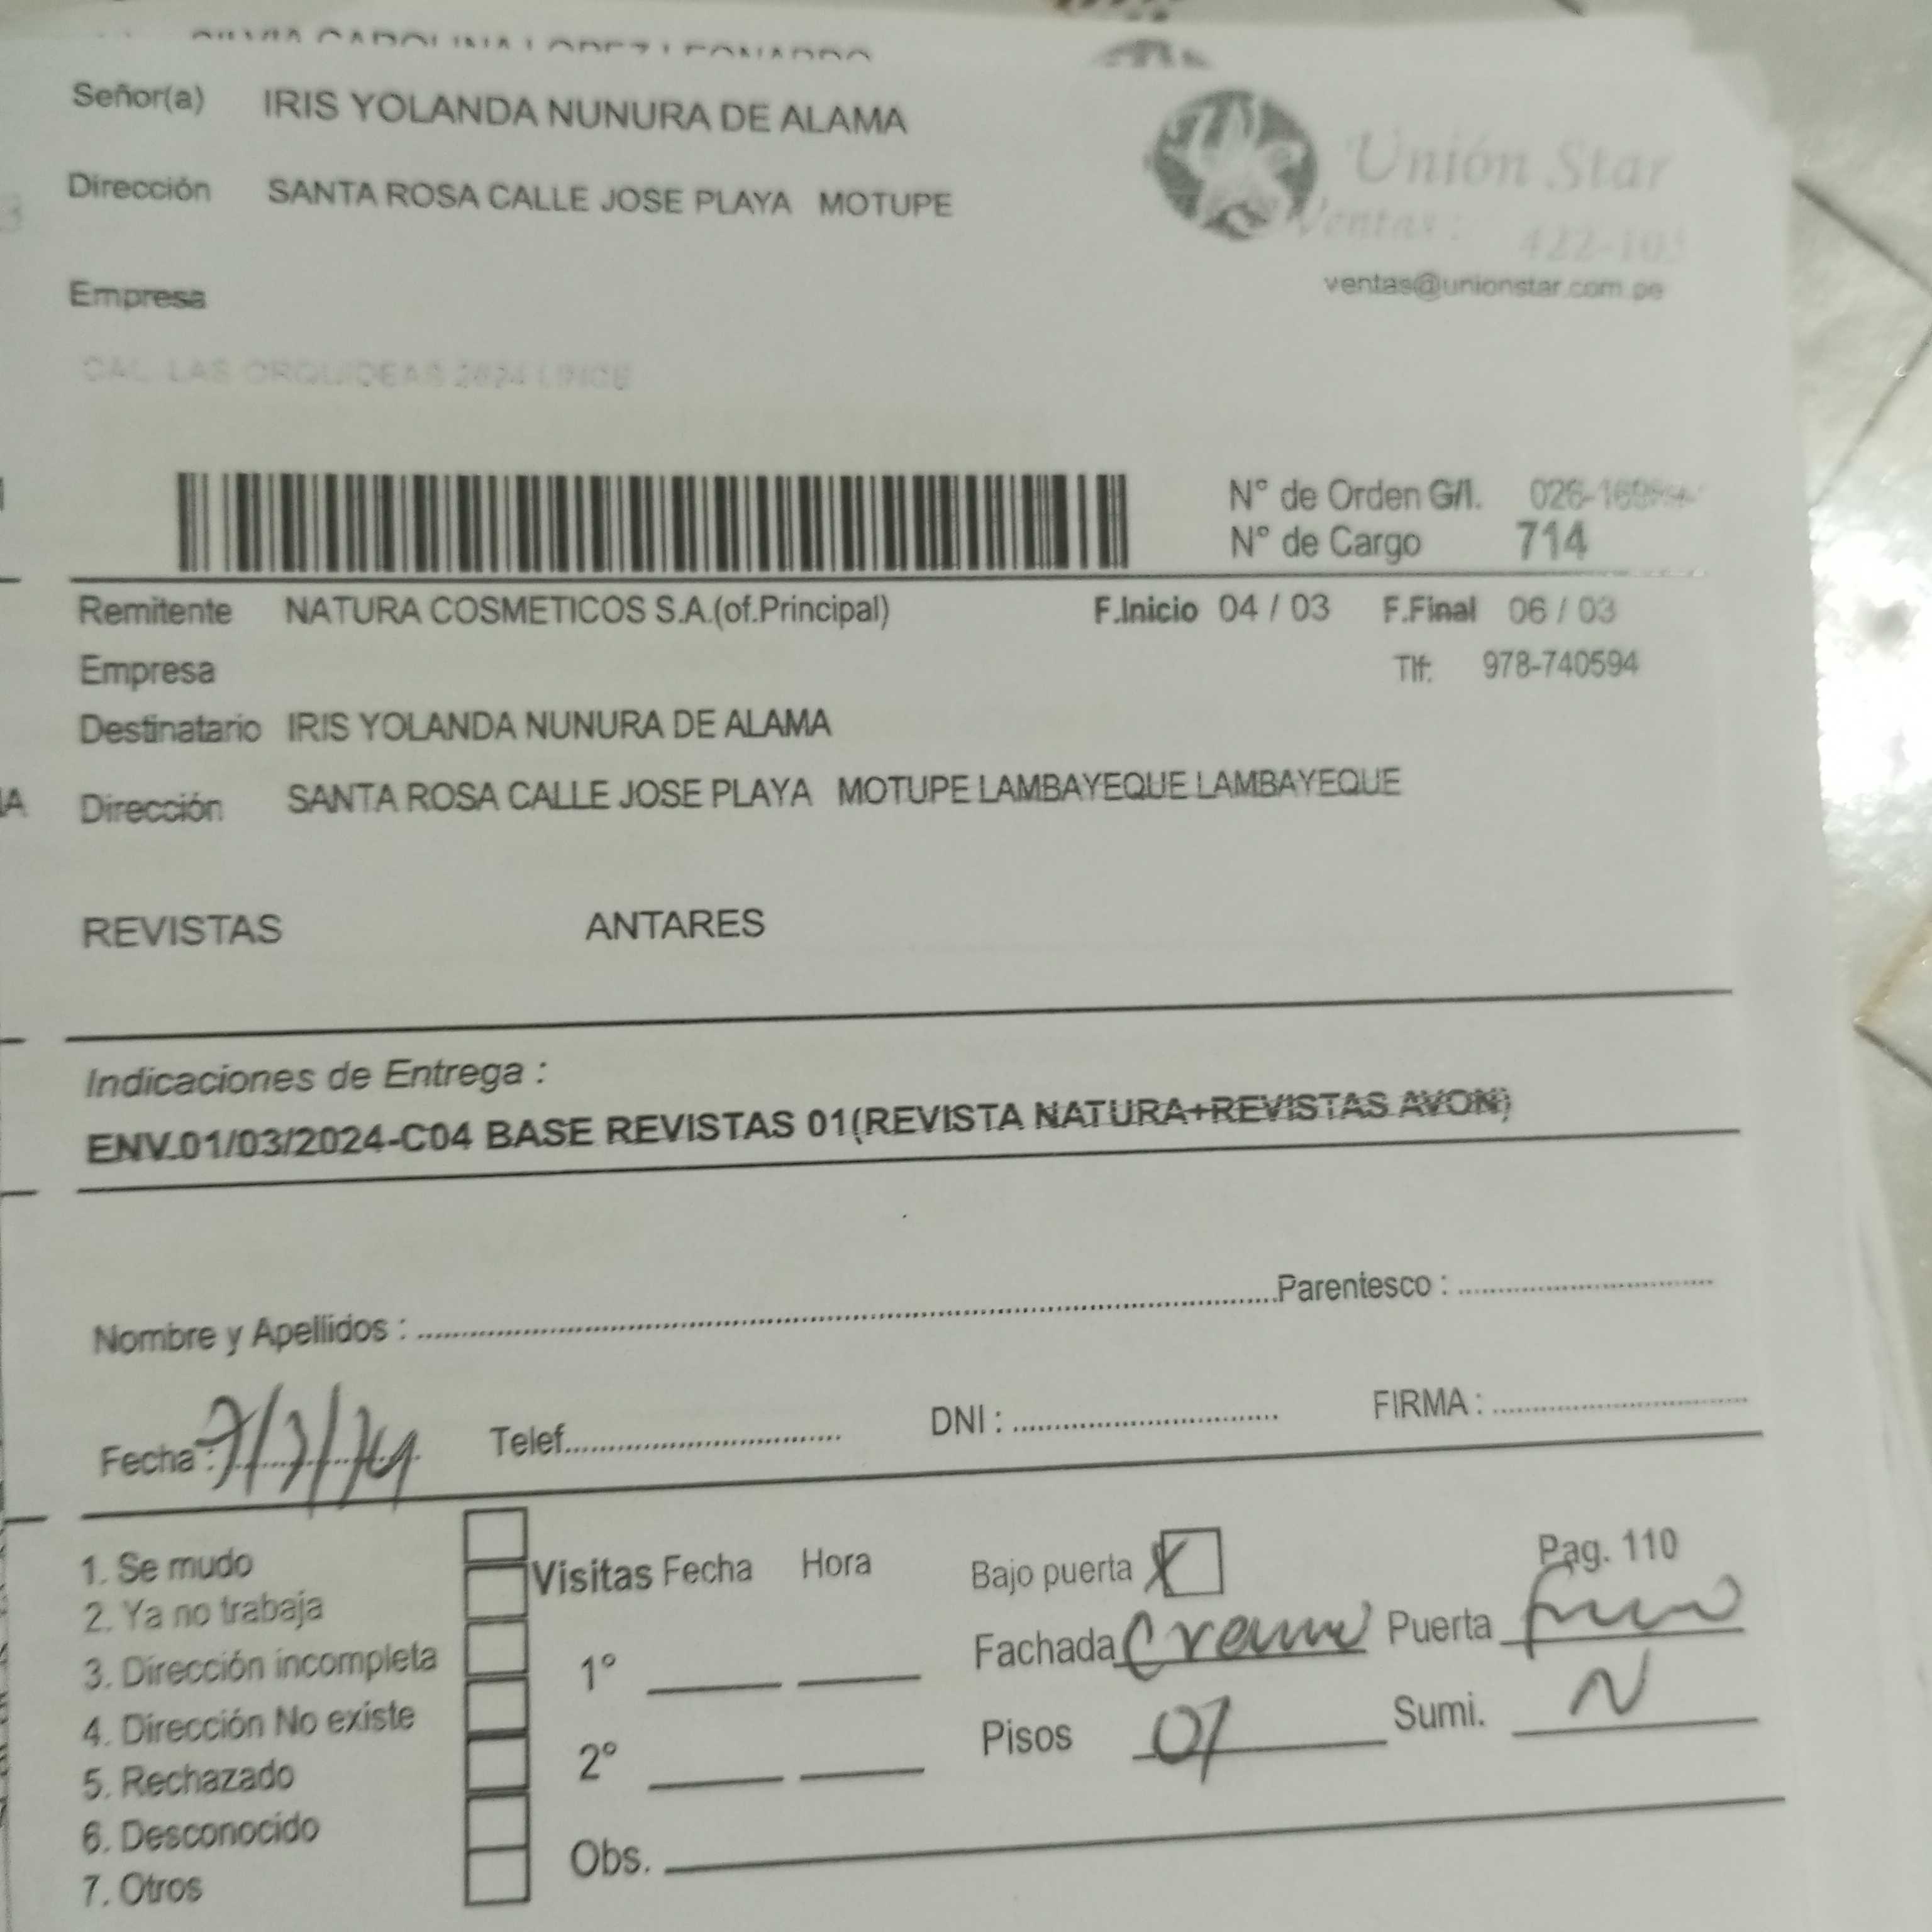 Señor(a) IRIS YOLANDA NUNURA DE ALAMA
Dirección SANTA ROSA CALLE JOSE PLAYA MOTUPE
Unión Star
Ventas :
ventas@unionstar.com.pe
Empresa
CAL. LAS ORQUIDEAS
N° de Orden G/l.
N° de Cargo 714
Remitente NATURA COSMETICOS S.A.(of.Principal) F.Inicio 04 / 03 F.Final 06 / 03
Empresa Tlf: 978-740594
Destinatario IRIS YOLANDA NUNURA DE ALAMA
Dirección SANTA ROSA CALLE JOSE PLAYA MOTUPE LAMBAYEQUE LAMBAYEQUE
REVISTAS ANTARES
Indicaciones de Entrega :
ENV.01/03/2024-C04 BASE REVISTAS 01(REVISTA NATURA+REVISTAS AVON)
Nombre y Apellidos : Parentesco :
Fecha : 7/3/24 Telef. DNI : FIRMA :
1. Se mudo
2. Ya no trabaja
3. Dirección incompleta
4. Dirección No existe
5. Rechazado
6. Desconocido
7. Otros
Visitas Fecha Hora
1°
2°
Obs.
Bajo puerta X
Pag. 110
Fachada Crema Puerta
Pisos 01 Sumi. N